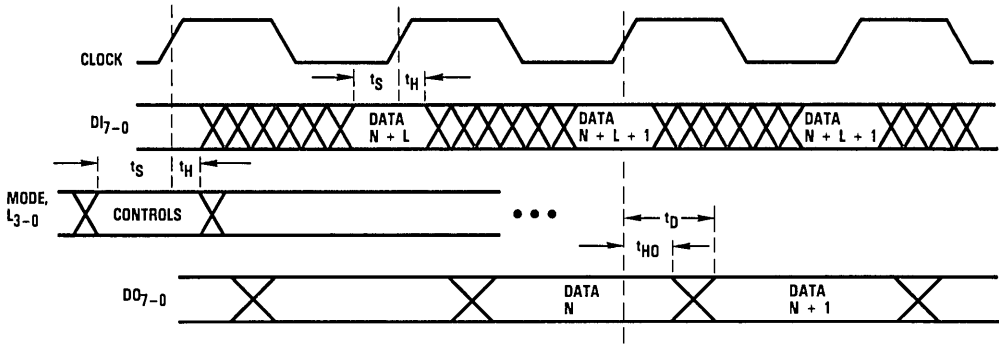 CLOCK
tS tH
DI7–0
DATA
N + L
DATA
N + L + 1
DATA
N + L + 1
tS tH
MODE,
L3–0
CONTROLS
•••
tD
tHO
DO7–0
DATA
N
DATA
N + 1